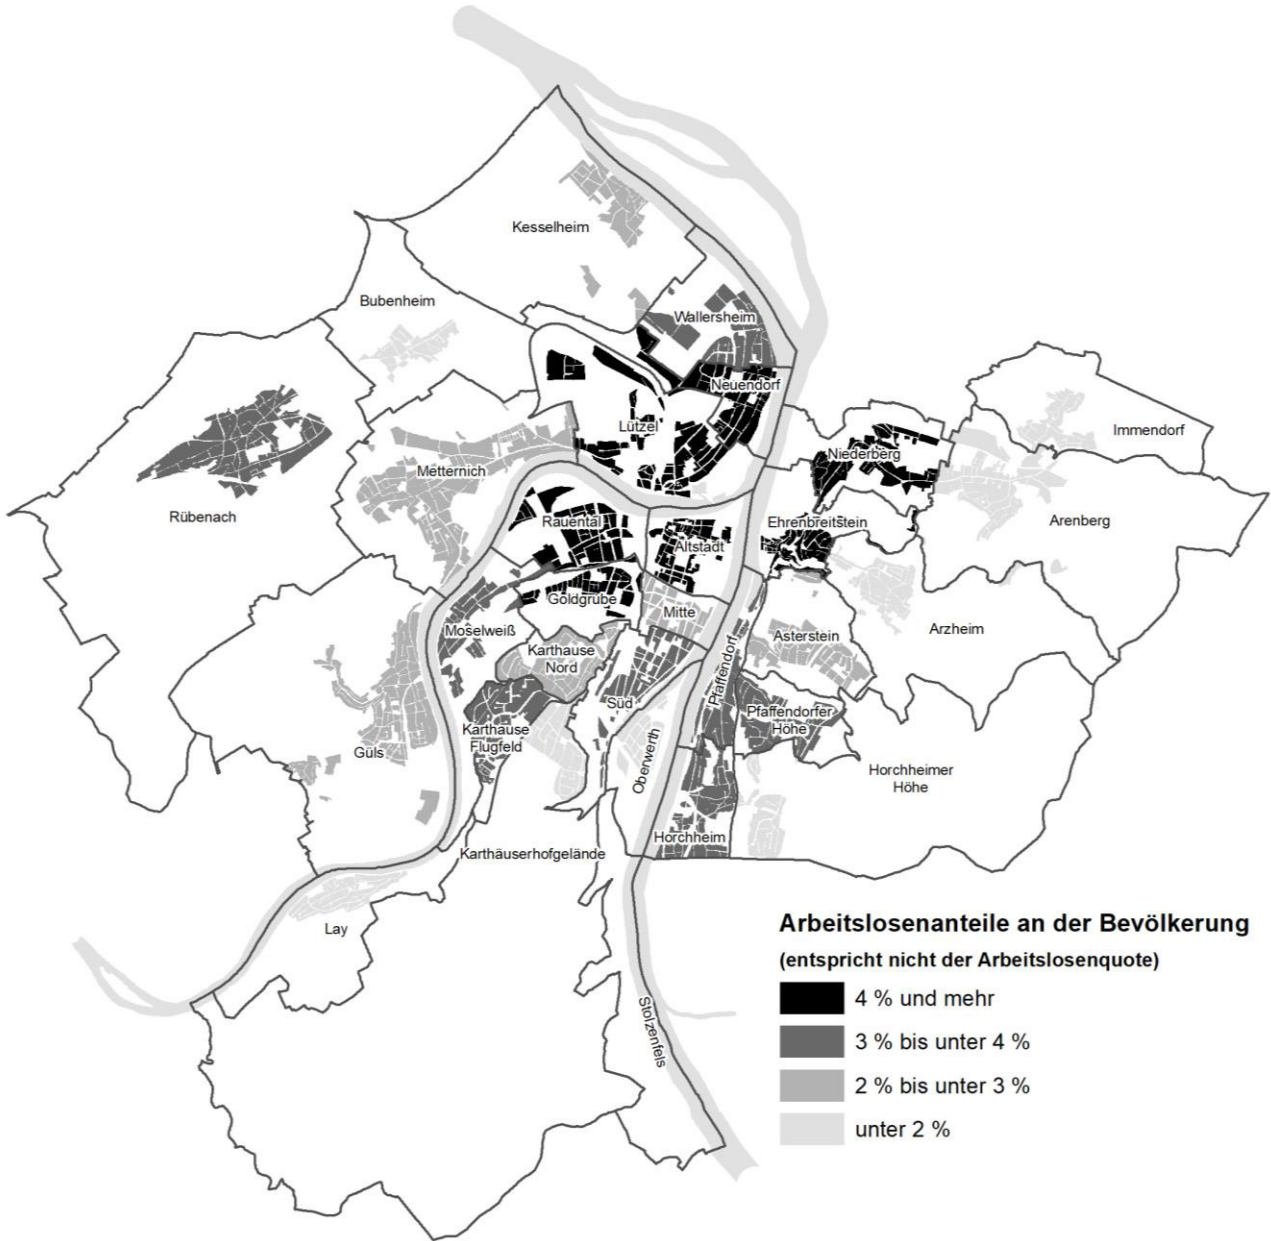 Kesselheim
Bubenheim
Wallersheim
Neuendorf
Lützel
Immendorf
Niederberg
Metternich
Rübenach
Rauental
Ehrenbreitstein
Arenberg
Altstadt
Goldgrube
Mitte
Moselweiß
Arzheim
Asterstein
Karthause
Nord
Pfaffendorf
Süd
Pfaffendorfer
Höhe
Karthause
Flugfeld
Güls
Oberwerth
Horchheimer
Höhe
Horchheim
Karthäuserhofgelände
Lay
Stolzenfels
Arbeitslosenanteile an der Bevölkerung
(entspricht nicht der Arbeitslosenquote)
4 % und mehr
3 % bis unter 4 %
2 % bis unter 3 %
unter 2 %